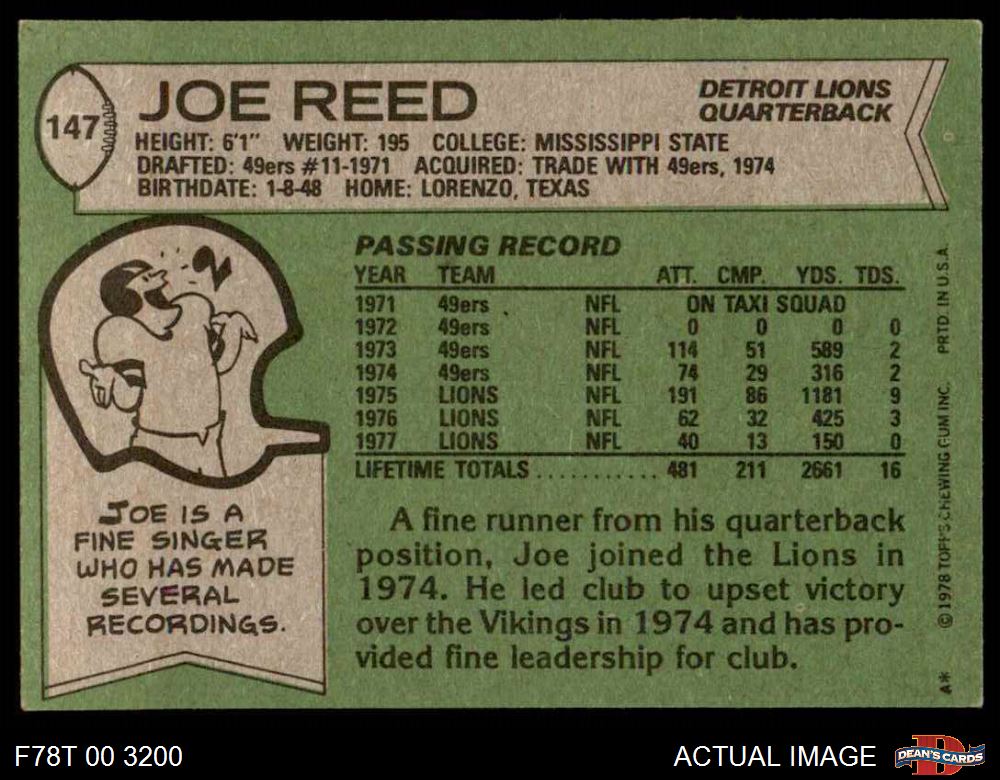 147
JOE REED
DETROIT LIONS
QUARTERBACK
HEIGHT: 6'1" WEIGHT: 195 COLLEGE: MISSISSIPPI STATE
DRAFTED: 49ers #11-1971 ACQUIRED: TRADE WITH 49ers, 1974
BIRTHDATE: 1-8-48 HOME: LORENZO, TEXAS
PASSING RECORD
YEAR TEAM ATT. CMP. YDS. TDS.
1971 49ers NFL ON TAXI SQUAD
1972 49ers NFL 0 0 0 0
1973 49ers NFL 114 51 589 2
1974 49ers NFL 74 29 316 2
1975 LIONS NFL 191 86 1181 9
1976 LIONS NFL 62 32 425 3
1977 LIONS NFL 40 13 150 0
LIFETIME TOTALS ............ 481 211 2661 16
JOE IS A
FINE SINGER
WHO HAS MADE
SEVERAL
RECORDINGS.
A fine runner from his quarterback
position, Joe joined the Lions in
1974. He led club to upset victory
over the Vikings in 1974 and has pro-
vided fine leadership for club.
A* © 1978 TOPPS CHEWING GUM INC. PRTD. IN U.S.A.
F78T 00 3200
ACTUAL IMAGE
DEAN'S CARDS